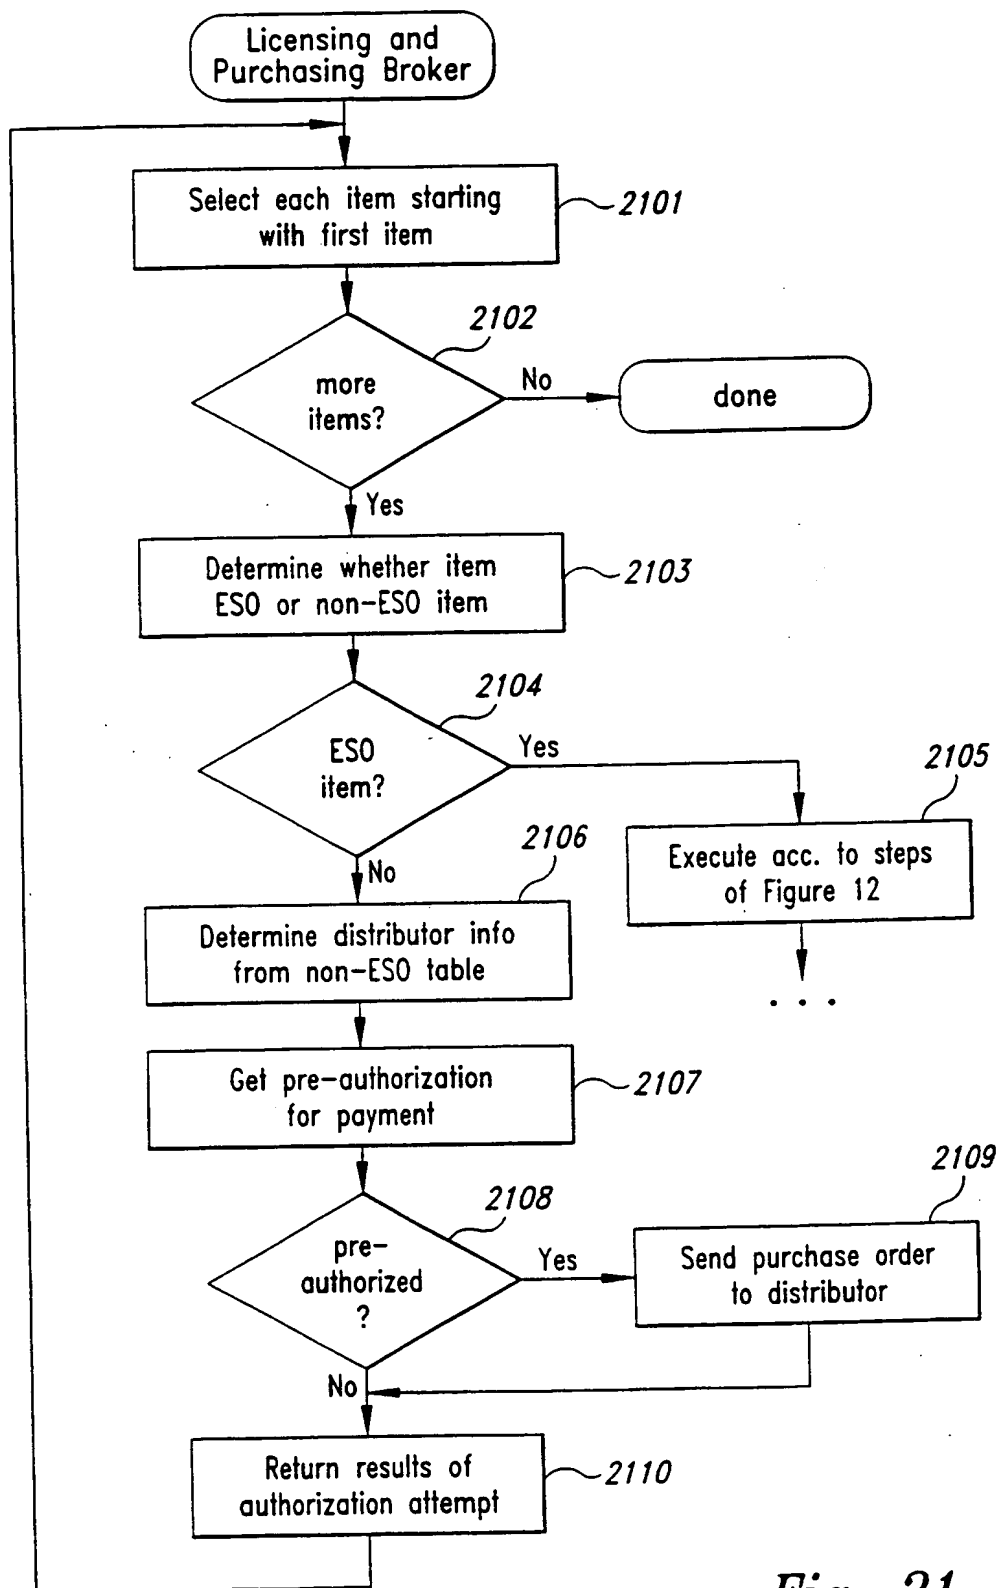 Licensing and
Purchasing Broker
Select each item starting
with first item
2101
2102
more
items?
No
done
Yes
Determine whether item
ESO or non-ESO item
2103
2104
ESO
item?
Yes
2105
Execute acc. to steps
of Figure 12
. . .
No
2106
Determine distributor info
from non-ESO table
Get pre-authorization
for payment
2107
2108
pre-
authorized
?
Yes
2109
Send purchase order
to distributor
No
Return results of
authorization attempt
2110
Fig. 21